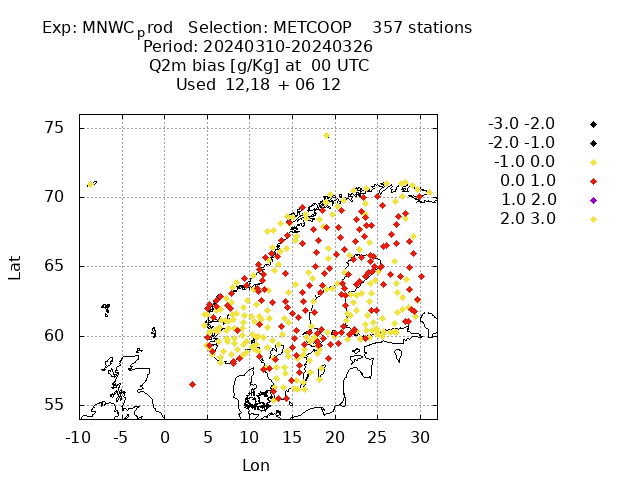 Exp: MNWCprod   Selection: METCOOP    357 stations
Period: 20240310-20240326
Q2m bias [g/Kg] at  00 UTC
Used  12,18 + 06 12
-3.0 -2.0
-2.0 -1.0
-1.0 0.0
0.0 1.0
1.0 2.0
2.0 3.0
75
70
65
60
55
Lat
-10 -5 0 5 10 15 20 25 30
Lon